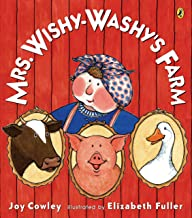 MRS. WISHY-WASHY'S FARM
Joy Cowley illustrated by Elizabeth Fuller